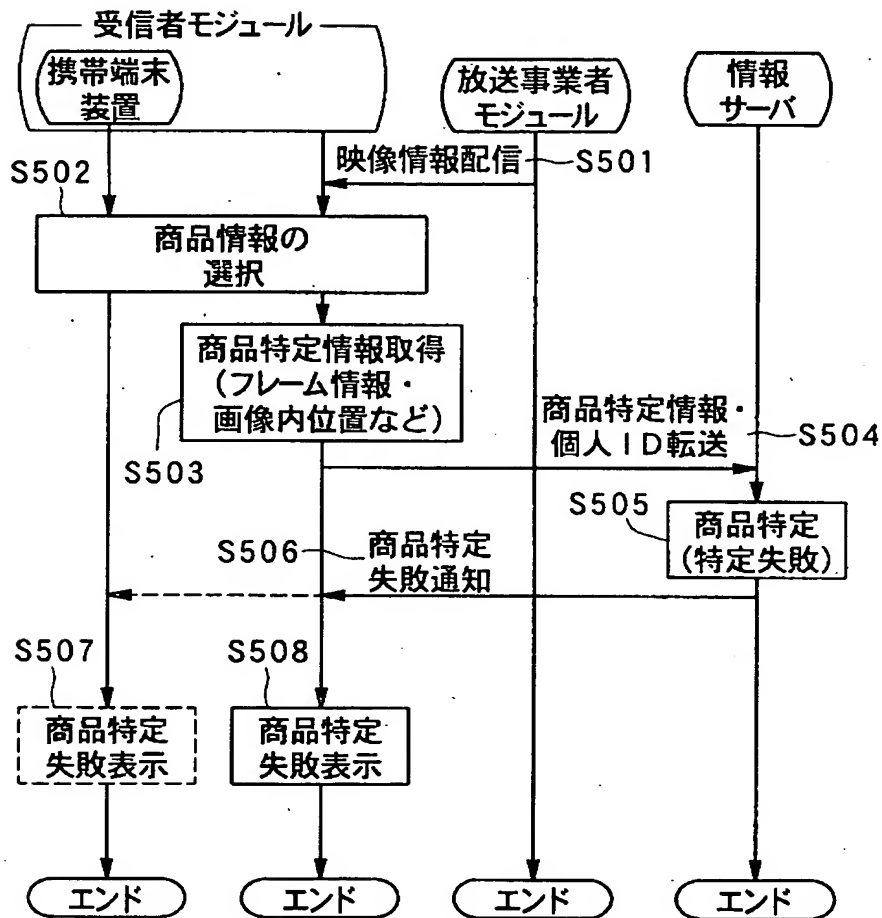 受信者モジュール
携帯端末
装置
放送事業者
モジュール
情報
サーバ
映像情報配信
S501
S502
商品情報の
選択
商品特定情報取得
(フレーム情報・
画像内位置など)
S503
商品特定情報・
個人ID転送
S504
S505
商品特定
(特定失敗)
S506
商品特定
失敗通知
S507
商品特定
失敗表示
S508
商品特定
失敗表示
エンド
エンド
エンド
エンド